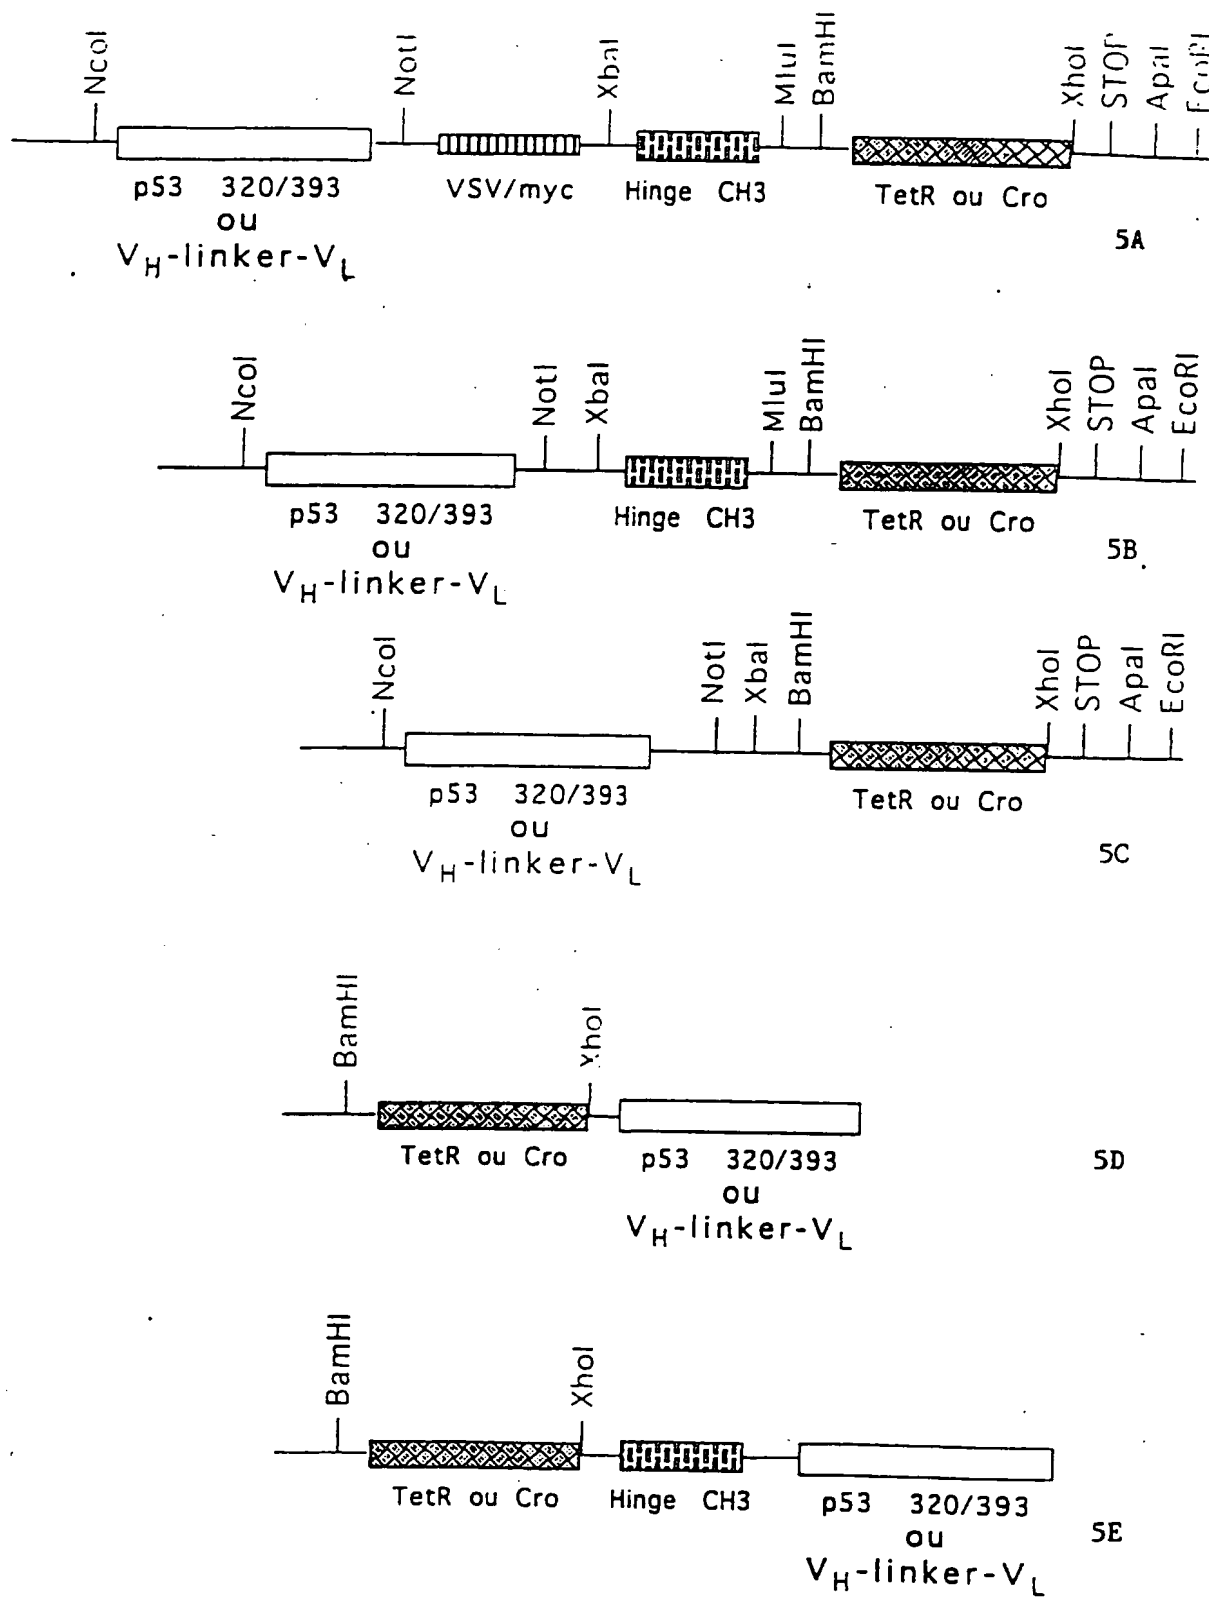 NcoI NotI XbaI MluI BamHI XhoI STOP ApaI EcoRI
p53 320/393 VSV/myc Hinge CH3 TetR ou Cro
ou
VH-linker-VL
5A
NcoI NotI XbaI MluI BamHI XhoI STOP ApaI EcoRI
p53 320/393 Hinge CH3 TetR ou Cro
ou
VH-linker-VL
5B
NcoI NotI XbaI BamHI XhoI STOP ApaI EcoRI
p53 320/393 TetR ou Cro
ou
VH-linker-VL
5C
BamHI XhoI
TetR ou Cro p53 320/393
ou
VH-linker-VL
5D
BamHI XhoI
TetR ou Cro Hinge CH3 p53 320/393
ou
VH-linker-VL
5E